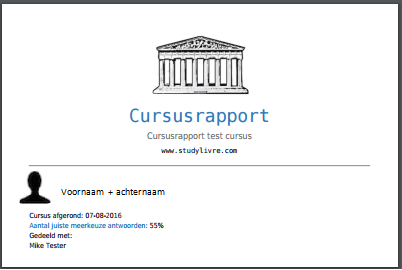 Cursusrapport
Cursusrapport test cursus
www.studylivre.com
Voornaam + achternaam
Cursus afgerond: 07-08-2016
Aantal juiste meerkeuze antwoorden: 55%
Gedeeld met:
Mike Tester